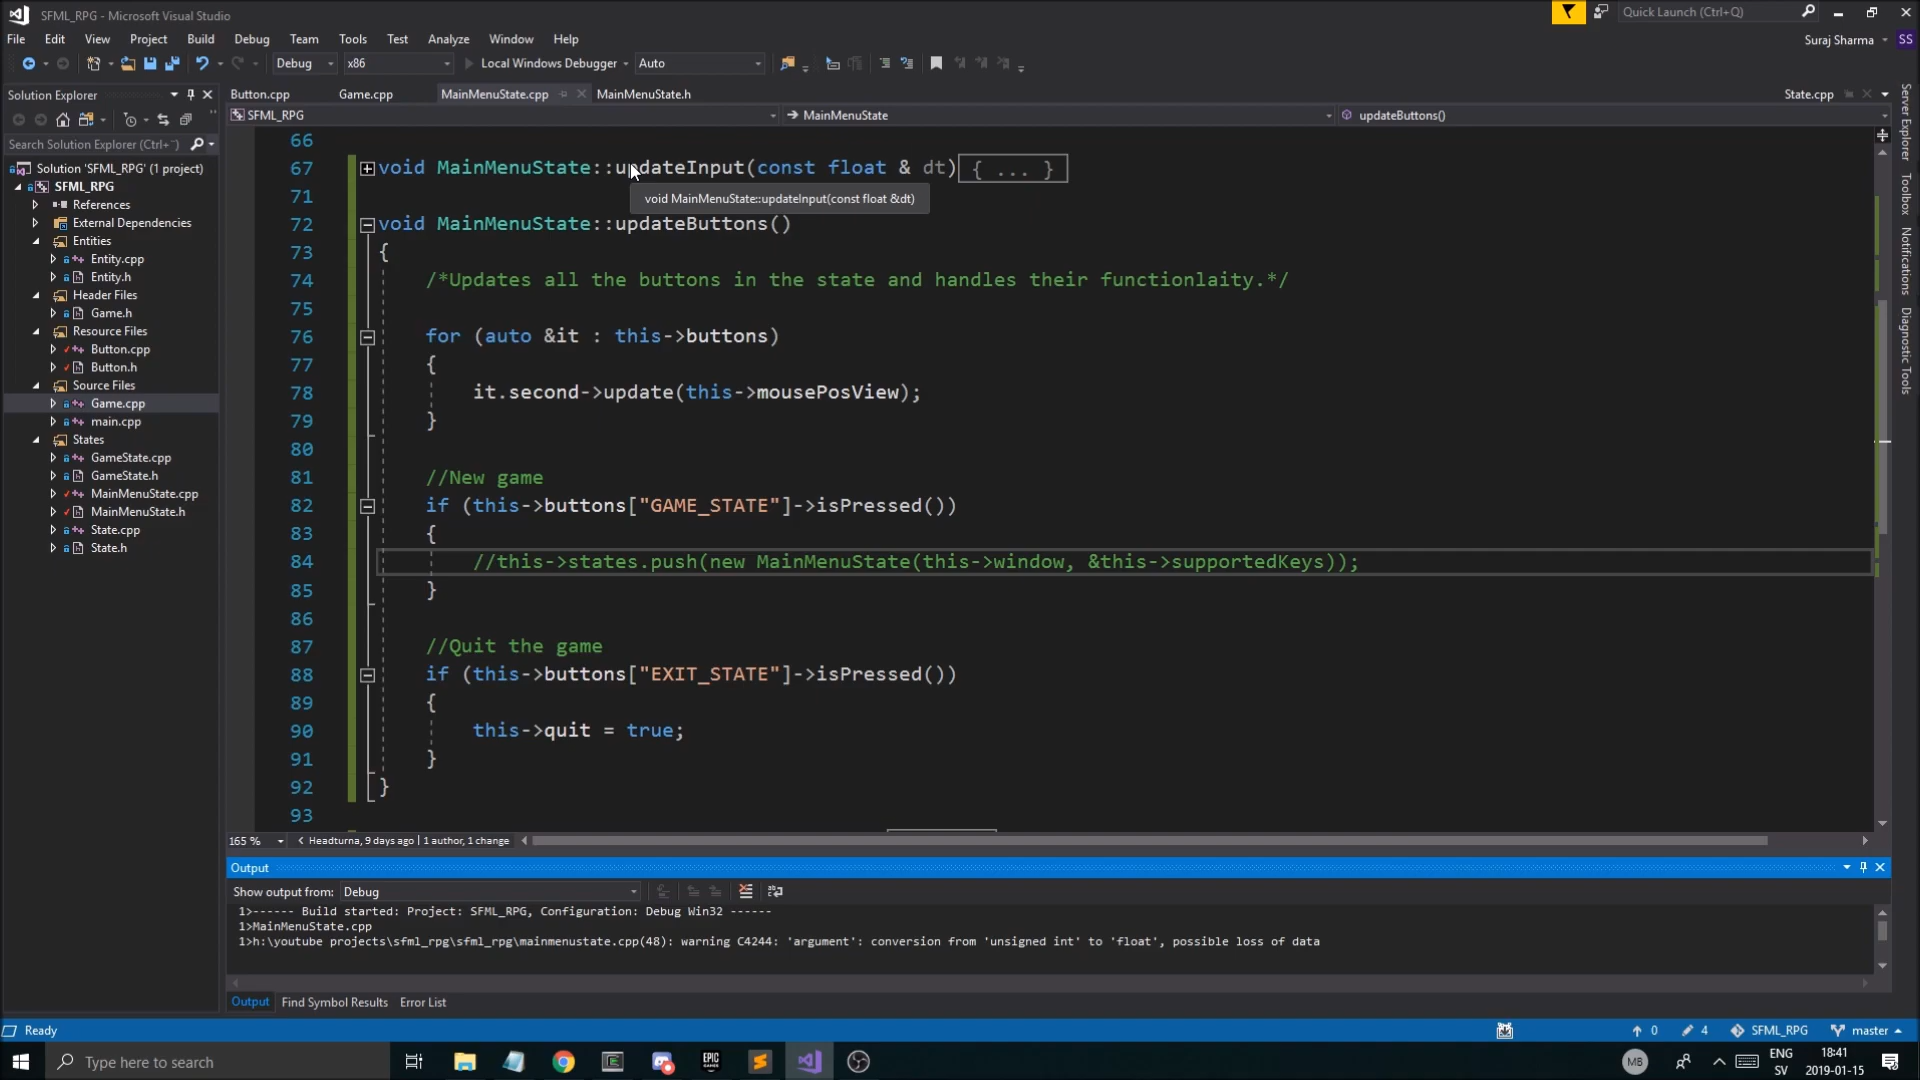 SFML_RPG - Microsoft Visual Studio
Quick Launch (Ctrl+Q)
File Edit View Project Build Debug Team Tools Test Analyze Window Help
Suraj Sharma SS
Debug x86 Local Windows Debugger Auto
Solution Explorer
Button.cpp Game.cpp MainMenuState.cpp MainMenuState.h State.cpp
SFML_RPG MainMenuState updateButtons()
Search Solution Explorer (Ctrl+¨)
Solution 'SFML_RPG' (1 project)
SFML_RPG
References
External Dependencies
Entities
Entity.cpp
Entity.h
Header Files
Game.h
Resource Files
Button.cpp
Button.h
Source Files
Game.cpp
main.cpp
States
GameState.cpp
GameState.h
MainMenuState.cpp
MainMenuState.h
State.cpp
State.h
66
67 void MainMenuState::updateInput(const float & dt){ ... }
71 void MainMenuState::updateInput(const float &dt)
72 void MainMenuState::updateButtons()
73 {
74 /*Updates all the buttons in the state and handles their functionlaity.*/
75
76 for (auto &it : this->buttons)
77 {
78 it.second->update(this->mousePosView);
79 }
80
81 //New game
82 if (this->buttons["GAME_STATE"]->isPressed())
83 {
84 //this->states.push(new MainMenuState(this->window, &this->supportedKeys));
85 }
86
87 //Quit the game
88 if (this->buttons["EXIT_STATE"]->isPressed())
89 {
90 this->quit = true;
91 }
92 }
93
165 % Headturna, 9 days ago | 1 author, 1 change
Server Explorer
Toolbox
Notifications
Diagnostic Tools
Output
Show output from: Debug
1>------ Build started: Project: SFML_RPG, Configuration: Debug Win32 ------
1>MainMenuState.cpp
1>h:\youtube projects\sfml_rpg\sfml_rpg\mainmenustate.cpp(48): warning C4244: 'argument': conversion from 'unsigned int' to 'float', possible loss of data
Output Find Symbol Results Error List
Ready 0 4 SFML_RPG master
Type here to search
EPIC GAMES
MB
ENG
SV
18:41
2019-01-15